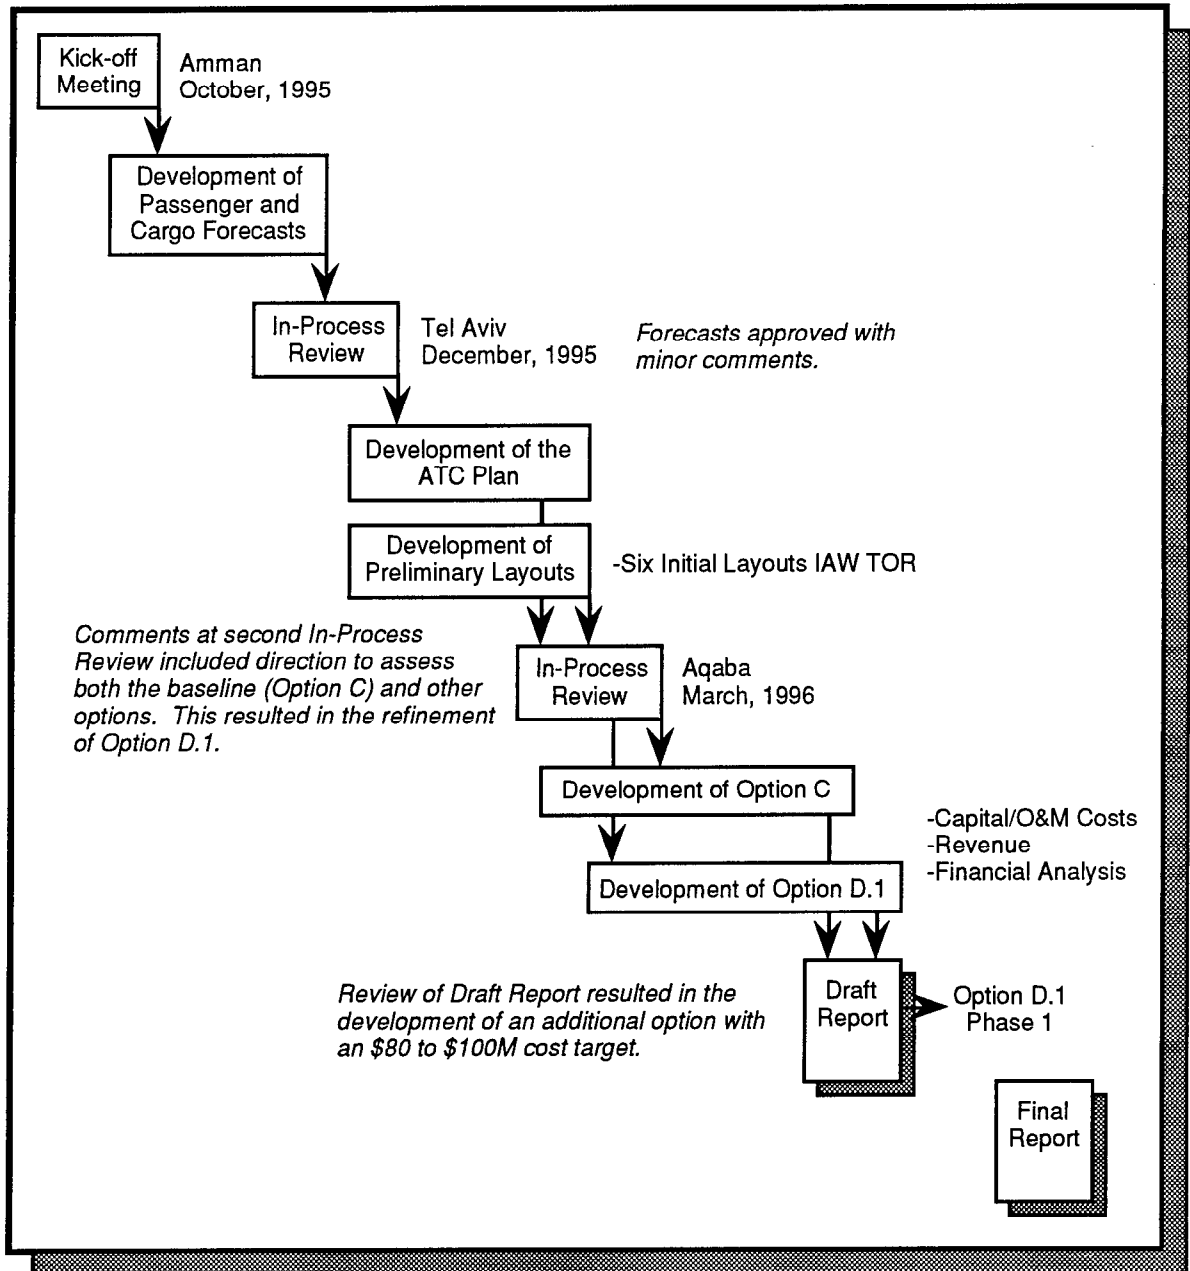 Kick-off
Meeting
Amman
October, 1995
Development of
Passenger and
Cargo Forecasts
In-Process
Review
Tel Aviv
December, 1995
Forecasts approved with
minor comments.
Development of the
ATC Plan
Development of
Preliminary Layouts
-Six Initial Layouts IAW TOR
Comments at second In-Process
Review included direction to assess
both the baseline (Option C) and other
options. This resulted in the refinement
of Option D.1.
In-Process
Review
Aqaba
March, 1996
Development of Option C
-Capital/O&M Costs
-Revenue
-Financial Analysis
Development of Option D.1
Review of Draft Report resulted in the
development of an additional option with
an $80 to $100M cost target.
Draft
Report
Option D.1
Phase 1
Final
Report